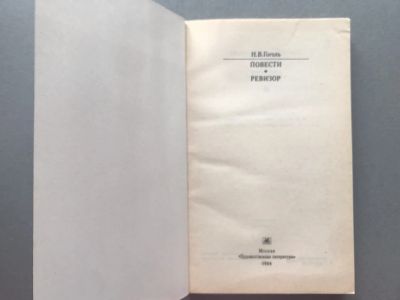 Н.В.Гоголь
ПОВЕСТИ
РЕВИЗОР
Москва
«Художественная литература»
1984